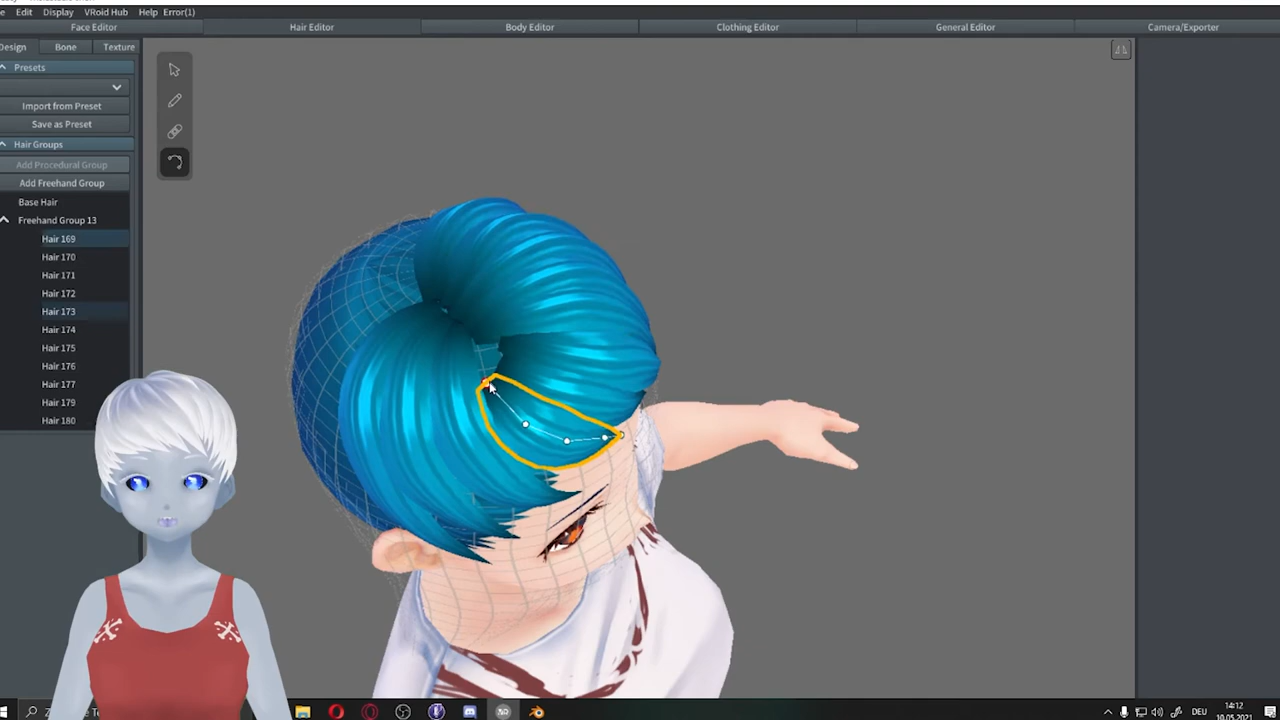 Edit Display VRoid Hub Help Error(1)
Face Editor Hair Editor Body Editor Clothing Editor General Editor Camera/Exporter
Design Bone Texture
Presets
Import from Preset
Save as Preset
Hair Groups
Add Procedural Group
Add Freehand Group
Base Hair
Freehand Group 13
Hair 169
Hair 170
Hair 171
Hair 172
Hair 173
Hair 174
Hair 175
Hair 176
Hair 177
Hair 179
Hair 180
DEU
14:12
10.05.2021